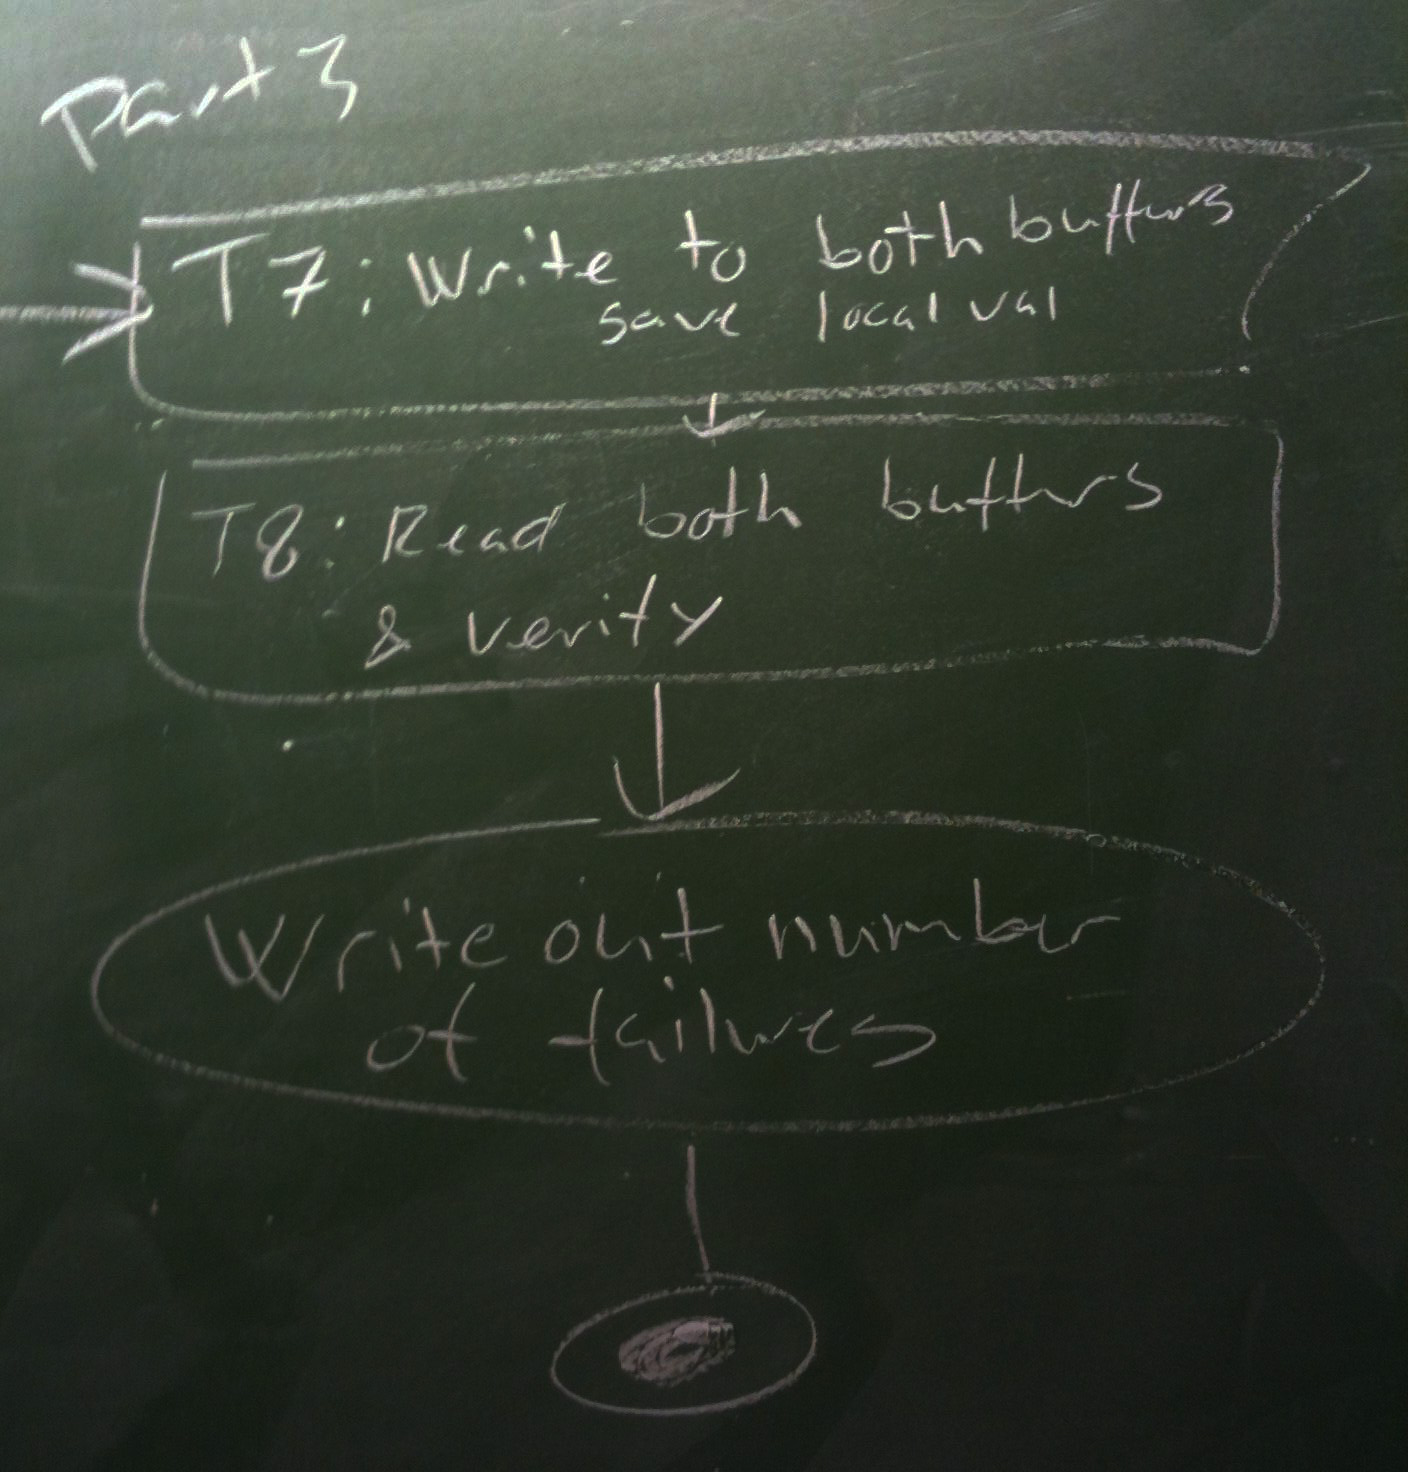 Part 3
T7: Write to both buffers
save local val
T8: Read both buffers
& verify
Write out number
of failures